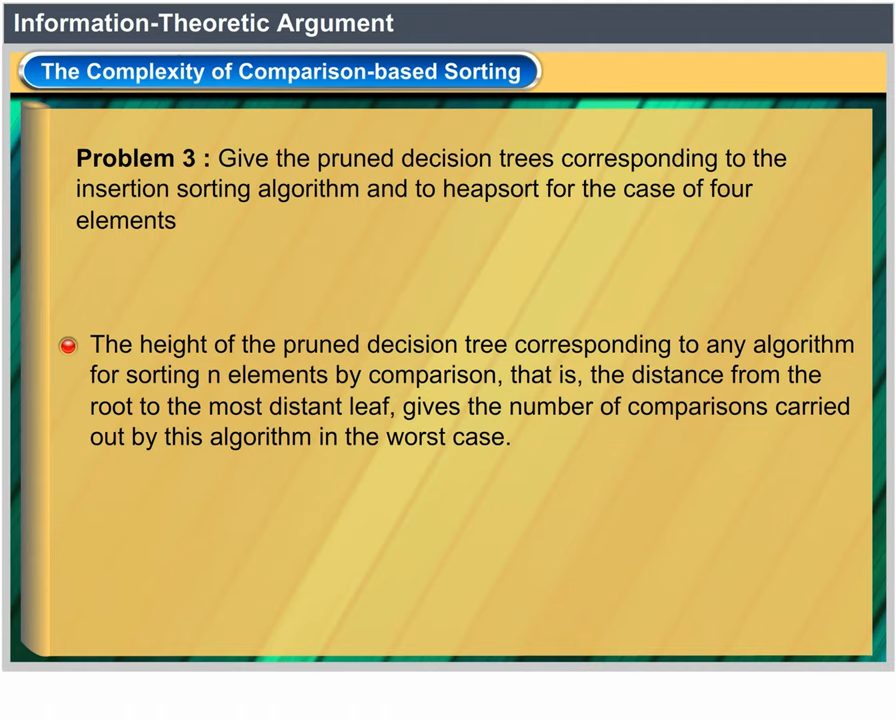 Information-Theoretic Argument
The Complexity of Comparison-based Sorting
Problem 3 : Give the pruned decision trees corresponding to the
insertion sorting algorithm and to heapsort for the case of four
elements
The height of the pruned decision tree corresponding to any algorithm
for sorting n elements by comparison, that is, the distance from the
root to the most distant leaf, gives the number of comparisons carried
out by this algorithm in the worst case.